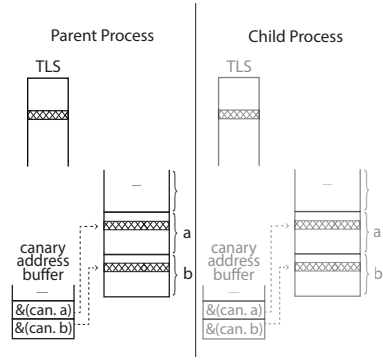 Parent Process
TLS
......
a
canary
address
buffer
b
......
&(can. a)
&(can. b)
Child Process
TLS
......
a
canary
address
buffer
b
......
&(can. a)
&(can. b)